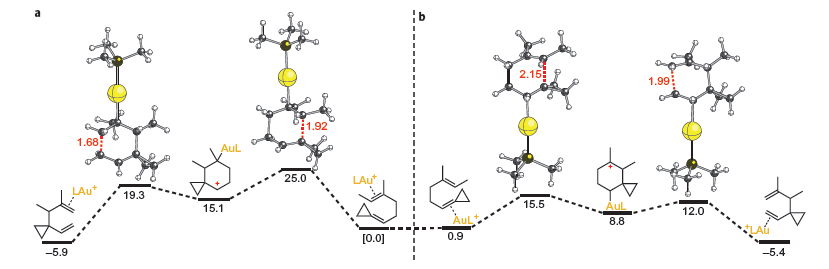 a
b
1.68
1.92
2.15
1.99
LAu+
19.3
AuL
+
15.1
25.0
LAu+
[0.0]
–5.9
AuL+
0.9
15.5
+
AuL
8.8
12.0
+LAu
–5.4